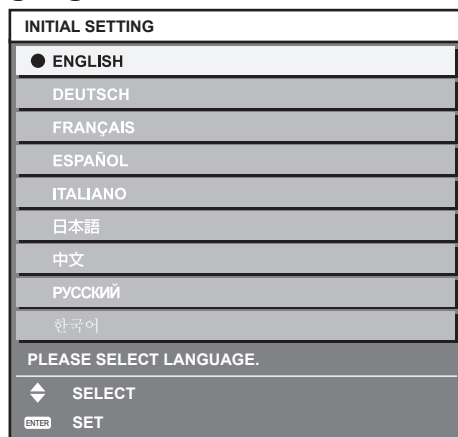 INITIAL SETTING
ENGLISH
DEUTSCH
FRANÇAIS
ESPAÑOL
ITALIANO
日本語
中文
РУССКИЙ
한국어
PLEASE SELECT LANGUAGE.
SELECT
ENTER SET